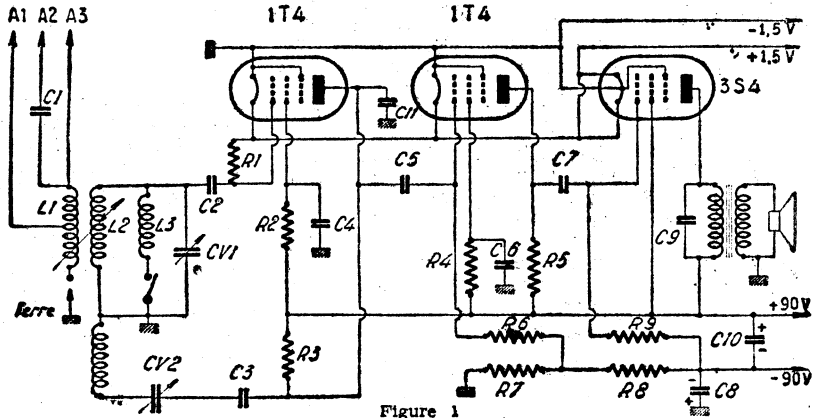 A1 A2 A3
1T4
1T4
-1,5V
+1,5V
3S4
C1
C11
R1
C5
C7
C2
L1
L2
L3
CV1
R2
C4
R4
C6
R5
C9
Terre
+90V
R6
R9
C10
R3
CV2
C3
R7
R8
C8
-90V
Figure 1